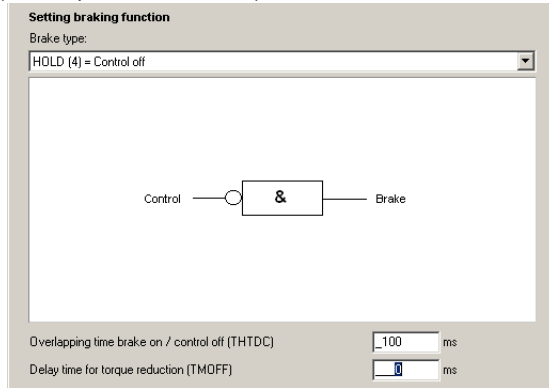 Setting braking function
Brake type:
HOLD (4) = Control off
Control & Brake
Overlapping time brake on / control off (THTDC) _100 ms
Delay time for torque reduction (TMOFF) ___0 ms